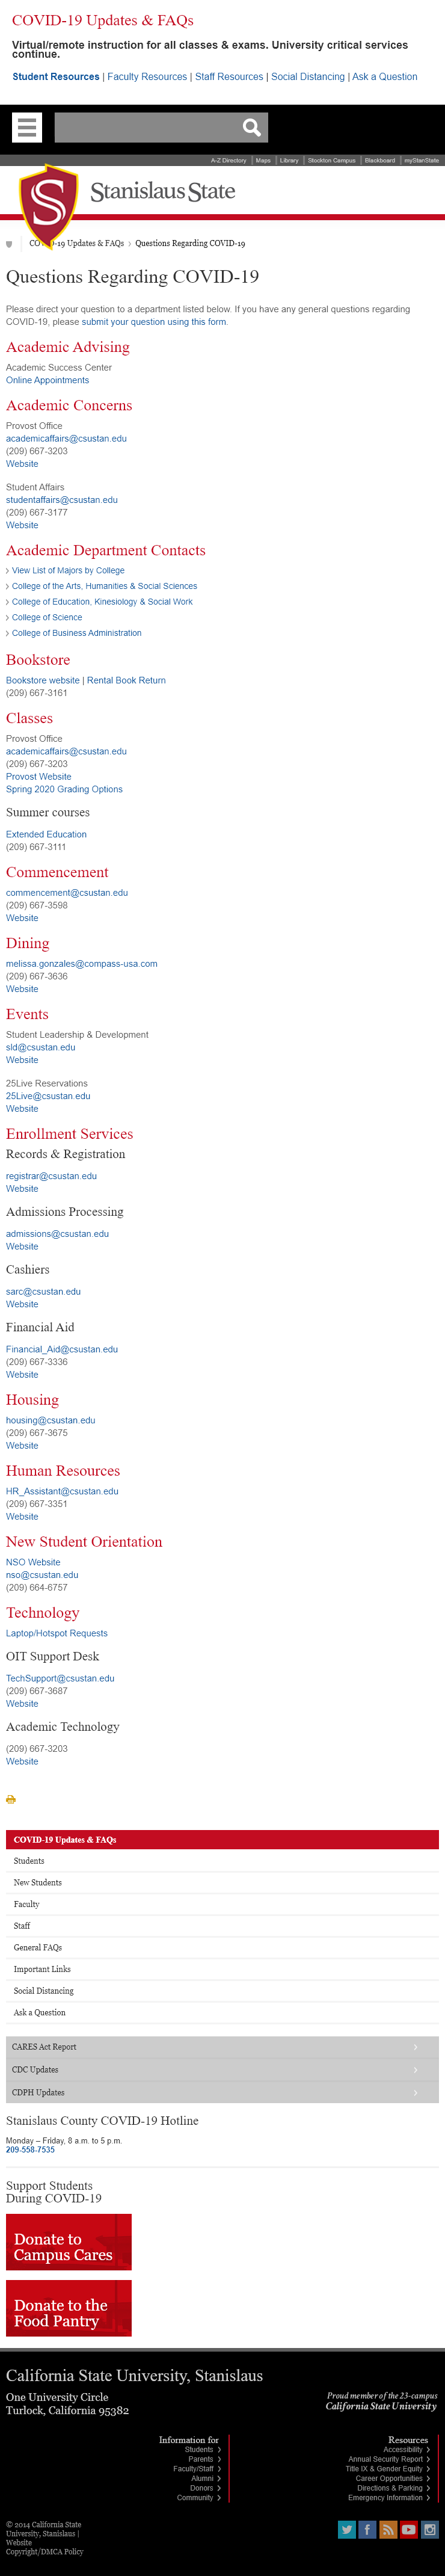 COVID-19 Updates & FAQs
Virtual/remote instruction for all classes & exams. University critical services
continue.
Student Resources | Faculty Resources | Staff Resources | Social Distancing | Ask a Question
A-Z Directory | Maps | Library | Stockton Campus | Blackboard | myStanState
S
Stanislaus State
COVID-19 Updates & FAQs 〉 Questions Regarding COVID-19
Questions Regarding COVID-19
Please direct your question to a department listed below. If you have any general questions regarding
COVID-19, please submit your question using this form.
Academic Advising
Academic Success Center
Online Appointments
Academic Concerns
Provost Office
academicaffairs@csustan.edu
(209) 667-3203
Website
Student Affairs
studentaffairs@csustan.edu
(209) 667-3177
Website
Academic Department Contacts
View List of Majors by College
College of the Arts, Humanities & Social Sciences
College of Education, Kinesiology & Social Work
College of Science
College of Business Administration
Bookstore
Bookstore website | Rental Book Return
(209) 667-3161
Classes
Provost Office
academicaffairs@csustan.edu
(209) 667-3203
Provost Website
Spring 2020 Grading Options
Summer courses
Extended Education
(209) 667-3111
Commencement
commencement@csustan.edu
(209) 667-3598
Website
Dining
melissa.gonzales@compass-usa.com
(209) 667-3636
Website
Events
Student Leadership & Development
sld@csustan.edu
Website
25Live Reservations
25Live@csustan.edu
Website
Enrollment Services
Records & Registration
registrar@csustan.edu
Website
Admissions Processing
admissions@csustan.edu
Website
Cashiers
sarc@csustan.edu
Website
Financial Aid
Financial_Aid@csustan.edu
(209) 667-3336
Website
Housing
housing@csustan.edu
(209) 667-3675
Website
Human Resources
HR_Assistant@csustan.edu
(209) 667-3351
Website
New Student Orientation
NSO Website
nso@csustan.edu
(209) 664-6757
Technology
Laptop/Hotspot Requests
OIT Support Desk
TechSupport@csustan.edu
(209) 667-3687
Website
Academic Technology
(209) 667-3203
Website
COVID-19 Updates & FAQs
Students
New Students
Faculty
Staff
General FAQs
Important Links
Social Distancing
Ask a Question
CARES Act Report
CDC Updates
CDPH Updates
Stanislaus County COVID-19 Hotline
Monday – Friday, 8 a.m. to 5 p.m.
209-558-7535
Support Students
During COVID-19
Donate to
Campus Cares
Donate to the
Food Pantry
California State University, Stanislaus
One University Circle
Turlock, California 95382
Proud member of the 23-campus
California State University
Information for
Students
Parents
Faculty/Staff
Alumni
Donors
Community
Resources
Accessibility
Annual Security Report
Title IX & Gender Equity
Career Opportunities
Directions & Parking
Emergency Information
© 2014 California State
University, Stanislaus |
Website
Copyright/DMCA Policy